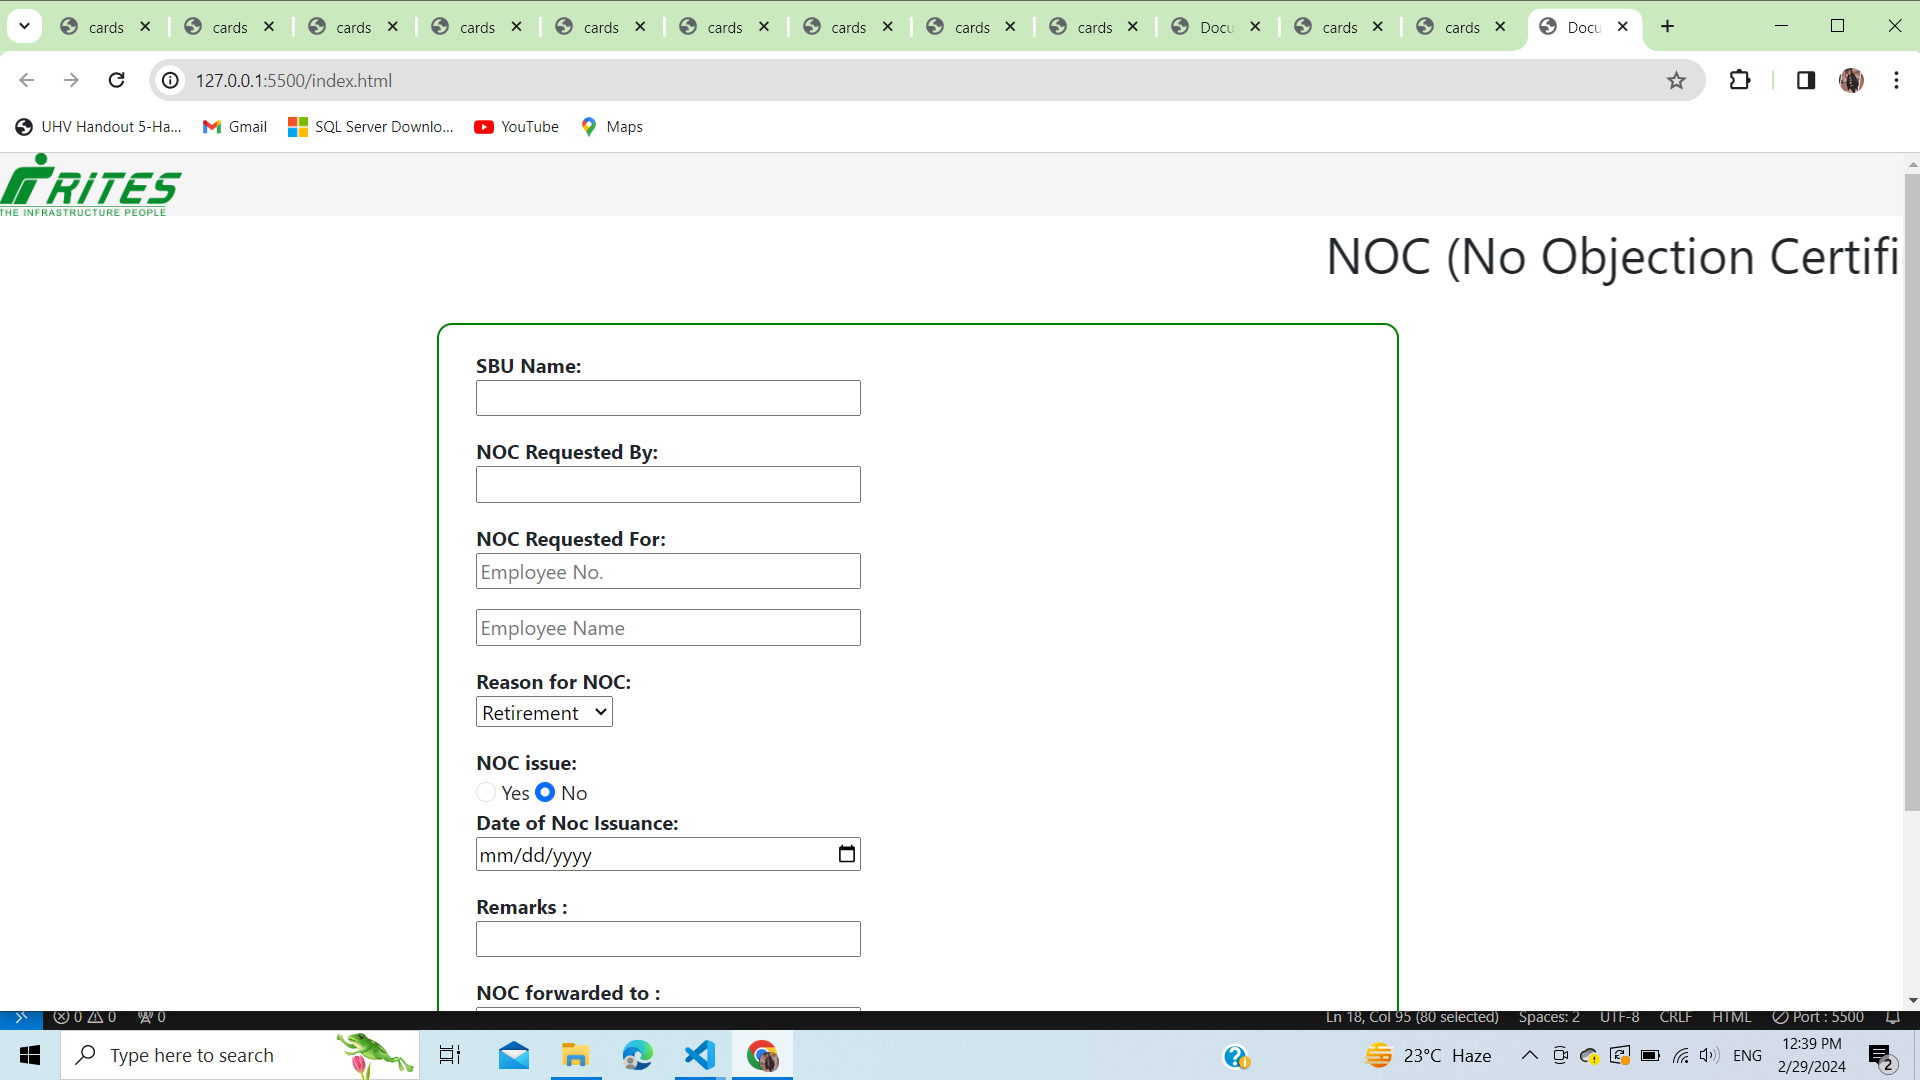 cards cards cards cards cards cards cards cards cards Docu cards cards Docu
127.0.0.1:5500/index.html
UHV Handout 5-Ha... Gmail SQL Server Downlo... YouTube Maps
RITES
THE INFRASTRUCTURE PEOPLE
NOC (No Objection Certifi
SBU Name:
NOC Requested By:
NOC Requested For:
Employee No.
Employee Name
Reason for NOC:
Retirement
NOC issue:
Yes No
Date of Noc Issuance:
mm/dd/yyyy
Remarks :
NOC forwarded to :
0 0 0 Ln 18, Col 95 (80 selected) Spaces: 2 UTF-8 CRLF HTML Port : 5500
Type here to search 23°C Haze ENG 12:39 PM
2/29/2024 2